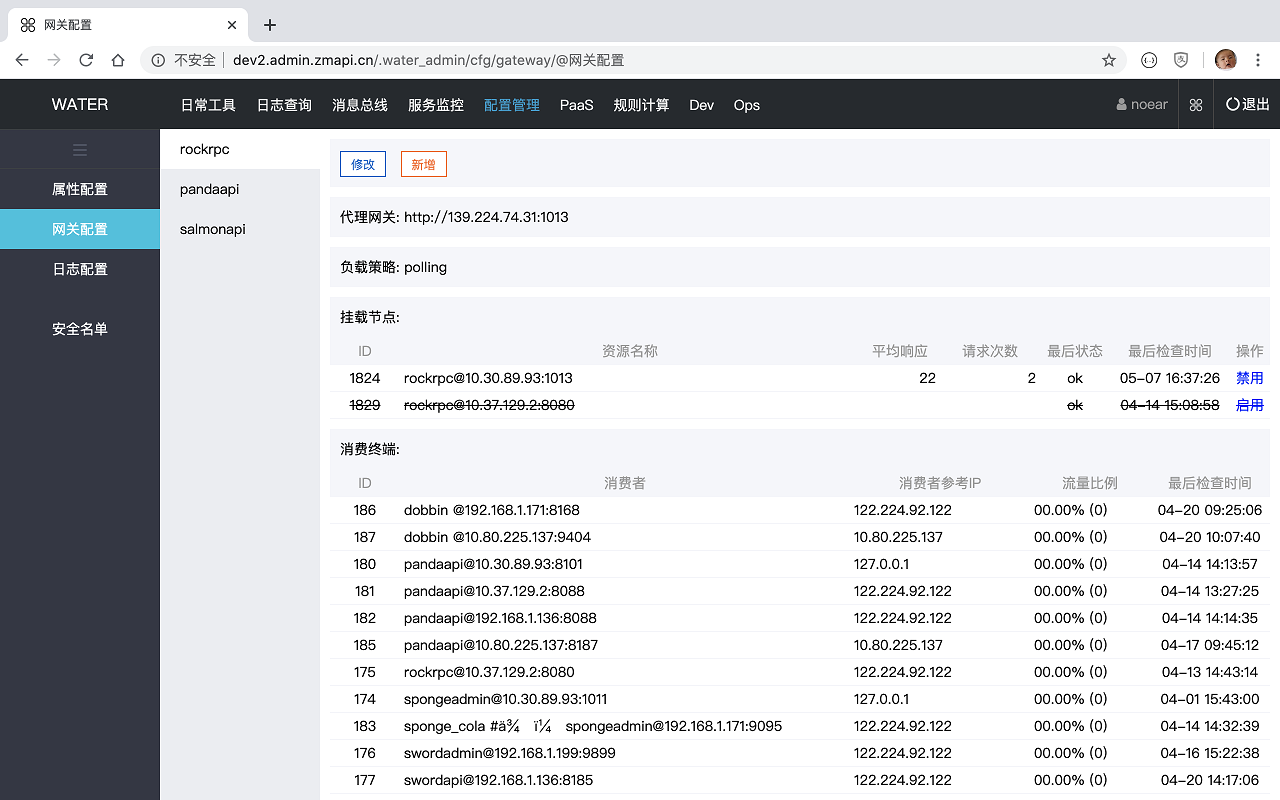 网关配置
不安全 dev2.admin.zmapi.cn/.water_admin/cfg/gateway/@网关配置
WATER 日常工具 日志查询 消息总线 服务监控 配置管理 PaaS 规则计算 Dev Ops noear 退出
属性配置
网关配置
日志配置
安全名单
rockrpc
pandaapi
salmonapi
修改 新增
代理网关: http://139.224.74.31:1013
负载策略: polling
挂载节点:
ID 资源名称 平均响应 请求次数 最后状态 最后检查时间 操作
1824 rockrpc@10.30.89.93:1013 22 2 ok 05-07 16:37:26 禁用
1829 rockrpc@10.37.129.2:8080 ok 04-14 15:08:58 启用
消费终端:
ID 消费者 消费者参考IP 流量比例 最后检查时间
186 dobbin @192.168.1.171:8168 122.224.92.122 00.00% (0) 04-20 09:25:06
187 dobbin @10.80.225.137:9404 10.80.225.137 00.00% (0) 04-20 10:07:40
180 pandaapi@10.30.89.93:8101 127.0.0.1 00.00% (0) 04-14 14:13:57
181 pandaapi@10.37.129.2:8088 122.224.92.122 00.00% (0) 04-14 13:27:25
182 pandaapi@192.168.1.136:8088 122.224.92.122 00.00% (0) 04-14 14:14:35
185 pandaapi@10.80.225.137:8187 10.80.225.137 00.00% (0) 04-17 09:45:12
175 rockrpc@10.37.129.2:8080 122.224.92.122 00.00% (0) 04-13 14:43:14
174 spongeadmin@10.30.89.93:1011 127.0.0.1 00.00% (0) 04-01 15:43:00
183 sponge_cola #ä¾ ï¼ spongeadmin@192.168.1.171:9095 122.224.92.122 00.00% (0) 04-14 14:32:39
176 swordadmin@192.168.1.199:9899 122.224.92.122 00.00% (0) 04-16 15:22:38
177 swordapi@192.168.1.136:8185 122.224.92.122 00.00% (0) 04-20 14:17:06